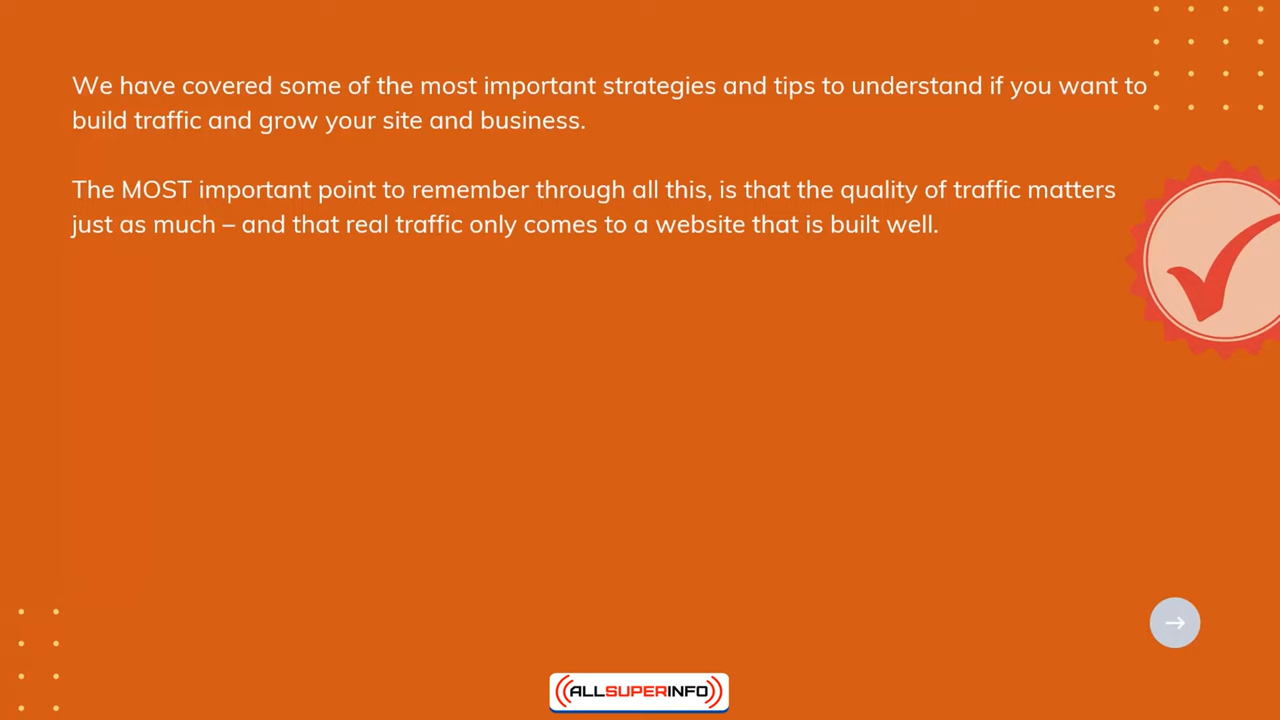 We have covered some of the most important strategies and tips to understand if you want to
build traffic and grow your site and business.
The MOST important point to remember through all this, is that the quality of traffic matters
just as much – and that real traffic only comes to a website that is built well.
ALLSUPERINFO